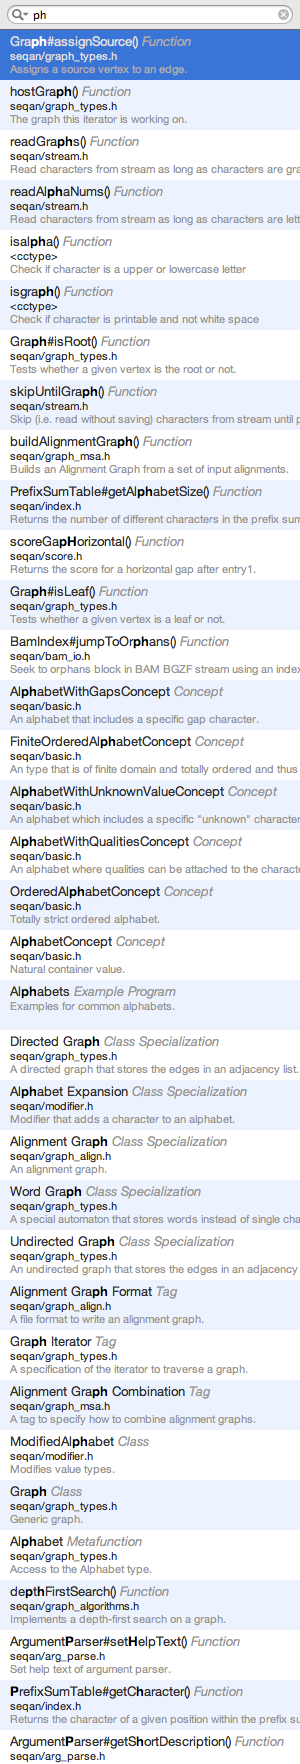 ph
Graph#assignSource() Function
seqan/graph_types.h
Assigns a source vertex to an edge.
hostGraph() Function
seqan/graph_types.h
The graph this iterator is working on.
readGraphs() Function
seqan/stream.h
Read characters from stream as long as characters are gra
readAlphaNums() Function
seqan/stream.h
Read characters from stream as long as characters are lett
isalpha() Function
<cctype>
Check if character is a upper or lowercase letter
isgraph() Function
<cctype>
Check if character is printable and not white space
Graph#isRoot() Function
seqan/graph_types.h
Tests whether a given vertex is the root or not.
skipUntilGraph() Function
seqan/stream.h
Skip (i.e. read without saving) characters from stream until p
buildAlignmentGraph() Function
seqan/graph_msa.h
Builds an Alignment Graph from a set of input alignments.
PrefixSumTable#getAlphabetSize() Function
seqan/index.h
Returns the number of different characters in the prefix sum
scoreGapHorizontal() Function
seqan/score.h
Returns the score for a horizontal gap after entry1.
Graph#isLeaf() Function
seqan/graph_types.h
Tests whether a given vertex is a leaf or not.
BamIndex#jumpToOrphans() Function
seqan/bam_io.h
Seek to orphans block in BAM BGZF stream using an index
AlphabetWithGapsConcept Concept
seqan/basic.h
An alphabet that includes a specific gap character.
FiniteOrderedAlphabetConcept Concept
seqan/basic.h
An type that is of finite domain and totally ordered and thus
AlphabetWithUnknownValueConcept Concept
seqan/basic.h
An alphabet which includes a specific "unknown" character
AlphabetWithQualitiesConcept Concept
seqan/basic.h
An alphabet where qualities can be attached to the characte
OrderedAlphabetConcept Concept
seqan/basic.h
Totally strict ordered alphabet.
AlphabetConcept Concept
seqan/basic.h
Natural container value.
Alphabets Example Program
Examples for common alphabets.
Directed Graph Class Specialization
seqan/graph_types.h
A directed graph that stores the edges in an adjacency list.
Alphabet Expansion Class Specialization
seqan/modifier.h
Modifier that adds a character to an alphabet.
Alignment Graph Class Specialization
seqan/graph_align.h
An alignment graph.
Word Graph Class Specialization
seqan/graph_types.h
A special automaton that stores words instead of single cha
Undirected Graph Class Specialization
seqan/graph_types.h
An undirected graph that stores the edges in an adjacency
Alignment Graph Format Tag
seqan/graph_align.h
A file format to write an alignment graph.
Graph Iterator Tag
seqan/graph_types.h
A specification of the iterator to traverse a graph.
Alignment Graph Combination Tag
seqan/graph_msa.h
A tag to specify how to combine alignment graphs.
ModifiedAlphabet Class
seqan/modifier.h
Modifies value types.
Graph Class
seqan/graph_types.h
Generic graph.
Alphabet Metafunction
seqan/graph_types.h
Access to the Alphabet type.
depthFirstSearch() Function
seqan/graph_algorithms.h
Implements a depth-first search on a graph.
ArgumentParser#setHelpText() Function
seqan/arg_parse.h
Set help text of argument parser.
PrefixSumTable#getCharacter() Function
seqan/index.h
Returns the character of a given position within the prefix su
ArgumentParser#getShortDescription() Function
seqan/arg_parse.h